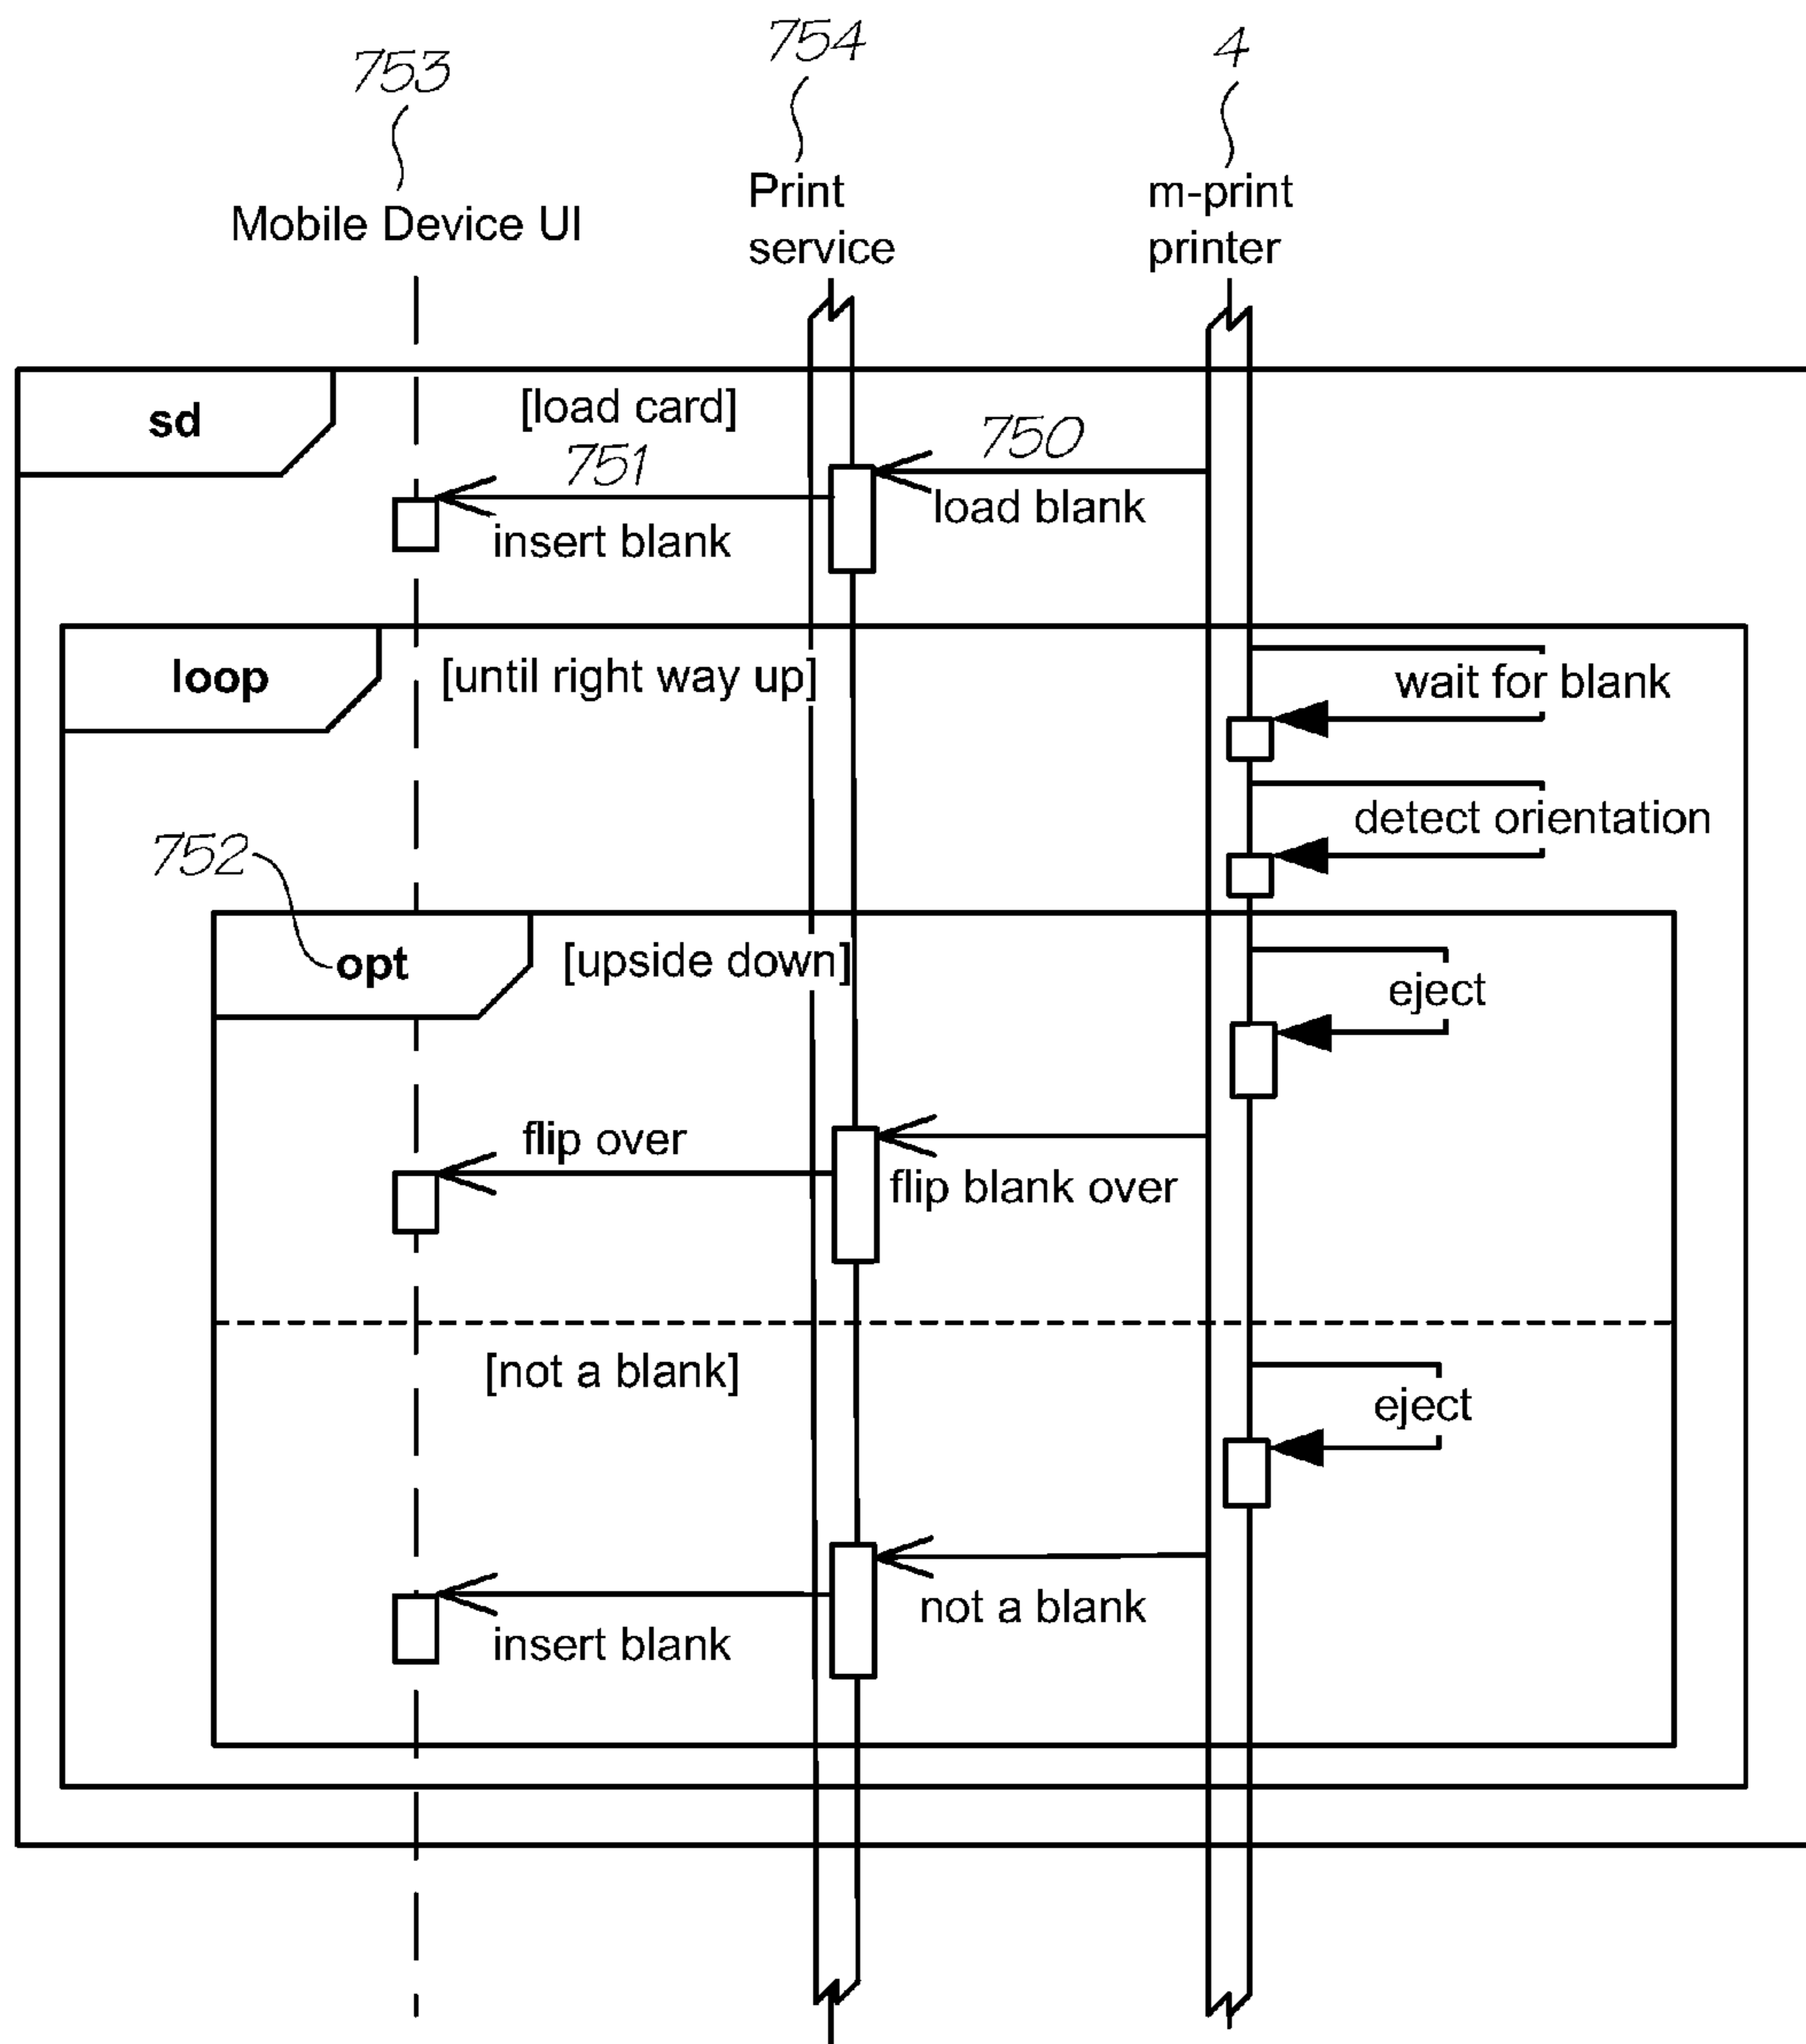 753
754
4
Mobile Device UI
Print
service
m-print
printer
sd
[load card]
750
751
load blank
insert blank
loop
[until right way up]
wait for blank
detect orientation
752
opt
[upside down]
eject
flip over
flip blank over
[not a blank]
eject
not a blank
insert blank